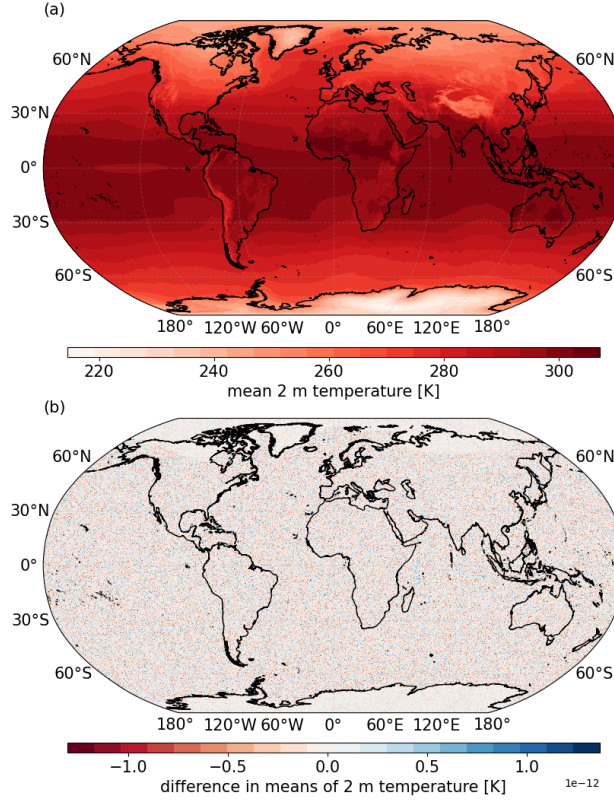 (a)
60°N 60°N
30°N 30°N
0° 0°
30°S 30°S
60°S 60°S
180° 120°W 60°W 0° 60°E 120°E 180°
220 240 260 280 300
mean 2 m temperature [K]
(b)
60°N 60°N
30°N 30°N
0° 0°
30°S 30°S
60°S 60°S
180° 120°W 60°W 0° 60°E 120°E 180°
−1.0 −0.5 0.0 0.5 1.0
difference in means of 2 m temperature [K] 1e−12